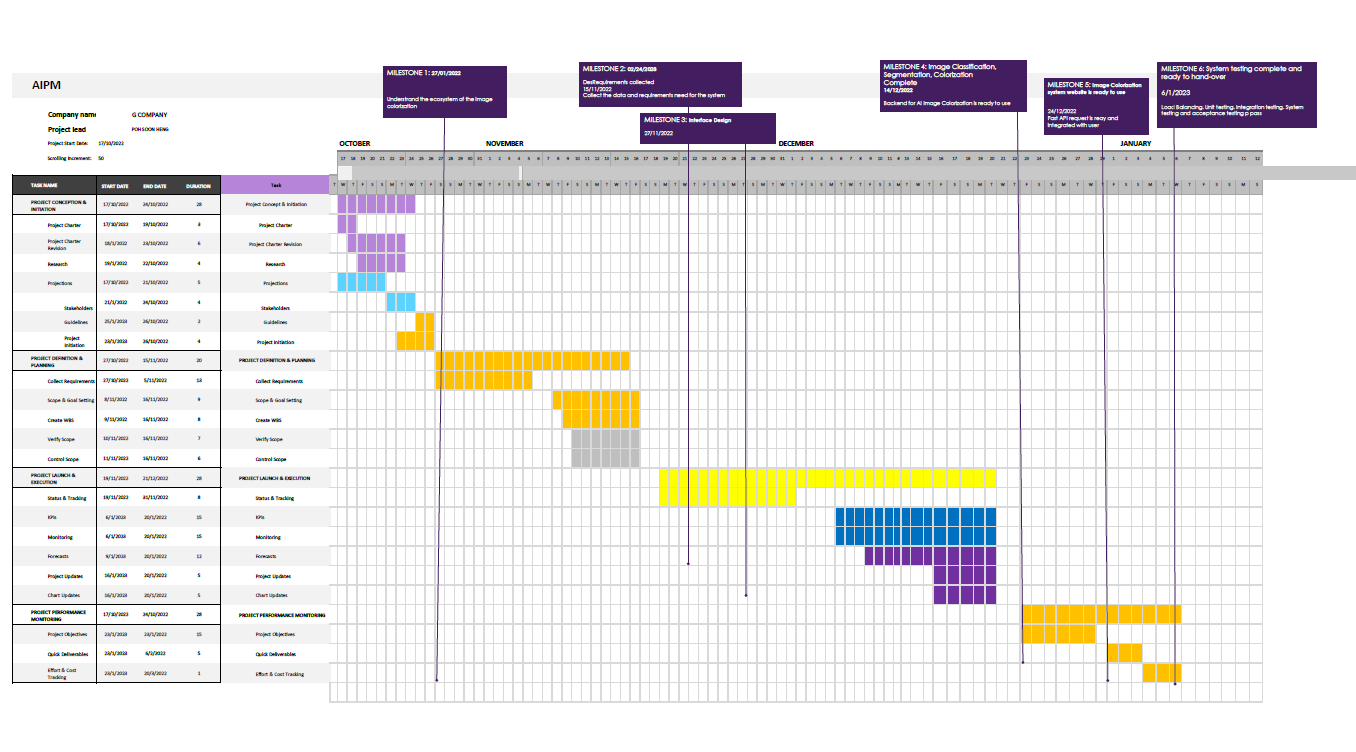 AIPM
Company name G COMPANY
Project lead POH SOON HENG
Project Start Date: 17/10/2022
Scrolling Increment: 50
MILESTONE 1: 27/01/2022
Understand the ecosystem of the image
colorization
MILESTONE 2: 02/24/2020
DesRequirements collected
15/11/2022
Collect the data and requirements need for the system
MILESTONE 3: Interface Design
27/11/2022
MILESTONE 4: Image Classification,
Segmentation, Colorization
Complete
14/12/2022
Backend for AI Image Colorization is ready to use
MILESTONE 5: Image Colorization
system website is ready to use
24/12/2022
Fast API request is reay and
integrated with user
MILESTONE 6: System testing complete and
ready to hand-over
6/1/2023
Load Balancing, Unit testing, Integration testing, System
testing and acceptance testing p pass
OCTOBER NOVEMBER DECEMBER JANUARY
TASK NAME START DATE END DATE DURATION Task
PROJECT CONCEPTION &
INITIATION 17/10/2022 24/10/2022 28 Project Concept & Initiation
Project Charter 17/10/2022 19/10/2022 3 Project Charter
Project Charter
Revision 18/1/2022 23/10/2022 6 Project Charter Revision
Research 19/1/2022 22/10/2022 4 Research
Projections 17/10/2022 21/10/2022 5 Projections
Stakeholders 21/1/2022 24/10/2022 4 Stakeholders
Guidelines 25/1/2023 26/10/2022 2 Guidelines
Project
Initiation 23/1/2023 26/10/2022 4 Project Initiation
PROJECT DEFINITION &
PLANNING 27/10/2022 15/11/2022 20 PROJECT DEFINITION & PLANNING
Collect Requirements 27/10/2022 5/11/2022 13 Collect Requirements
Scope & Goal Setting 8/11/2022 16/11/2022 9 Scope & Goal Setting
Create WBS 9/11/2022 16/11/2022 8 Create WBS
Verify Scope 10/11/2022 16/11/2022 7 Verify Scope
Control Scope 11/11/2022 16/11/2022 6 Control Scope
PROJECT LAUNCH &
EXECUTION 19/11/2022 21/12/2022 28 PROJECT LAUNCH & EXECUTION
Status & Tracking 19/11/2022 31/11/2022 8 Status & Tracking
KPIs 6/1/2023 20/1/2022 15 KPIs
Monitoring 6/1/2023 20/1/2022 15 Monitoring
Forecasts 9/1/2023 20/1/2022 12 Forecasts
Project Updates 16/1/2023 20/1/2022 5 Project Updates
Chart Updates 16/1/2023 20/1/2022 5 Chart Updates
PROJECT PERFORMANCE
MONITORING 17/10/2022 24/10/2022 28 PROJECT PERFORMANCE MONITORING
Project Objectives 23/1/2023 23/1/2022 15 Project Objectives
Quick Deliverables 23/1/2023 6/2/2022 5 Quick Deliverables
Effort & Cost
Tracking 23/1/2023 20/3/2022 1 Effort & Cost Tracking